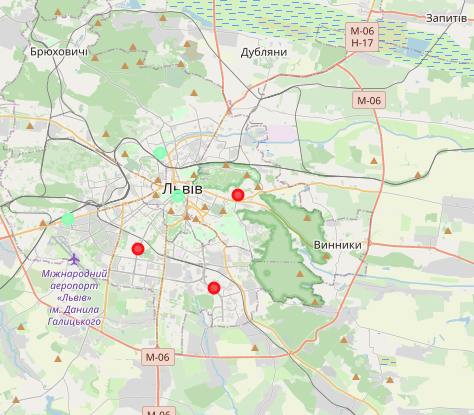 Запитів
М-06
Н-17
Дубляни
Брюховичі
М-06
Львів
Винники
Міжнародний
аеропорт
«Львів»
ім. Данила
Галицького
М-06
М-06